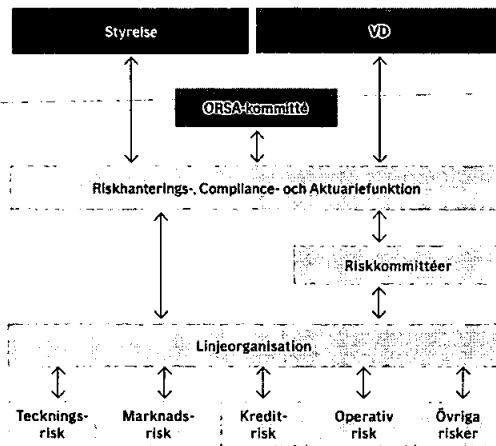 Styrelse
VD
ORSA-kommitté
Riskhanterings-, Compliance- och Aktuariefunktion
Riskkommittéer
Linjeorganisation
Tecknings-
risk
Marknads-
risk
Kredit-
risk
Operativ
risk
Övriga
risker